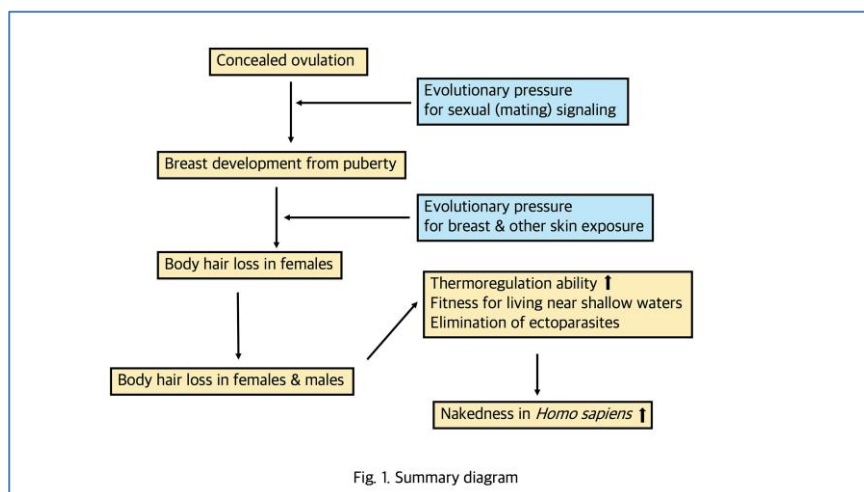 Concealed ovulation
Evolutionary pressure
for sexual (mating) signaling
Breast development from puberty
Evolutionary pressure
for breast & other skin exposure
Body hair loss in females
Thermoregulation ability ⬆
Fitness for living near shallow waters
Elimination of ectoparasites
Body hair loss in females & males
Nakedness in Homo sapiens ⬆
Fig. 1. Summary diagram